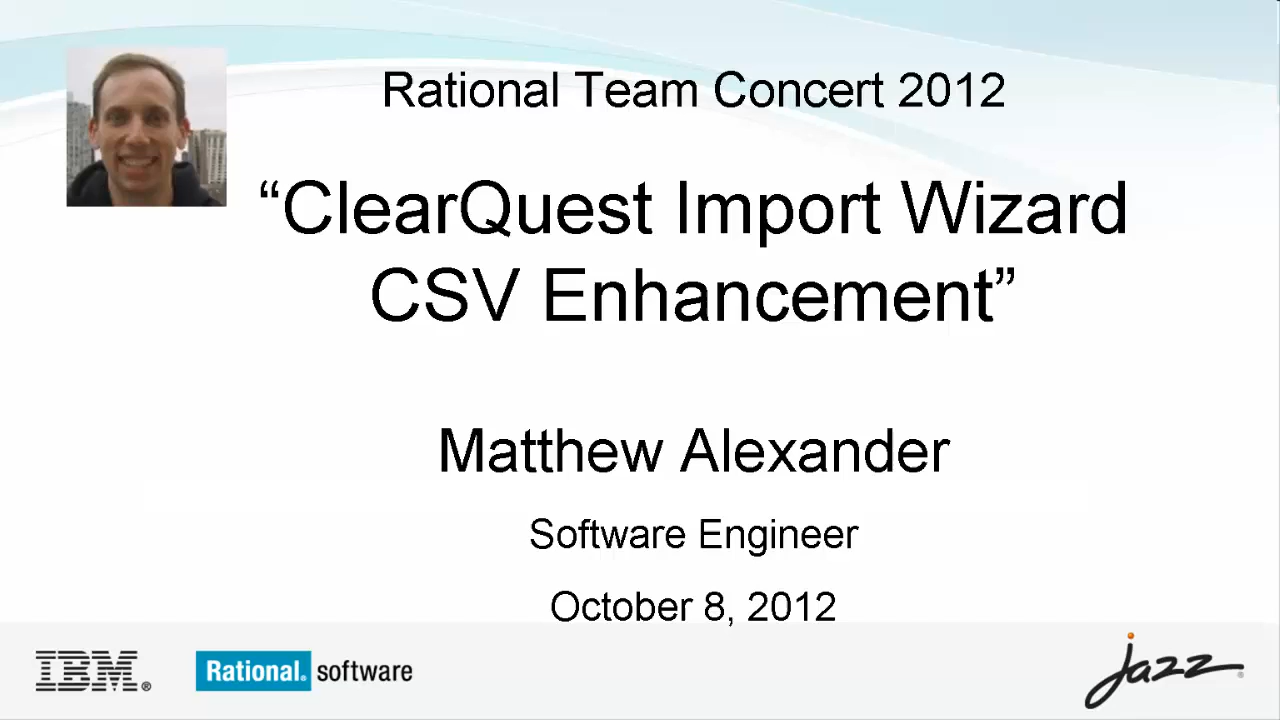 Rational Team Concert 2012
“ClearQuest Import Wizard
CSV Enhancement”
Matthew Alexander
Software Engineer
October 8, 2012
IBM®
Rational® software
jazz®